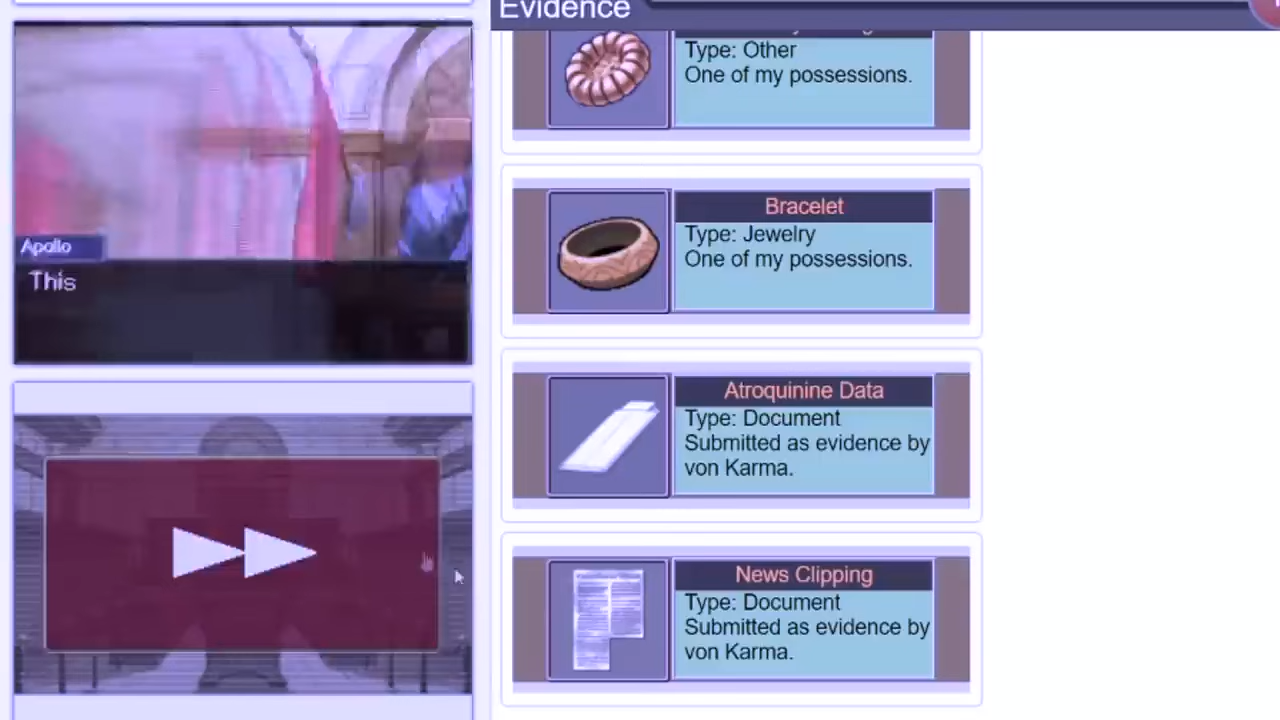 Evidence
Type: Other
One of my possessions.
Bracelet
Type: Jewelry
One of my possessions.
Apollo
This
Atroquinine Data
Type: Document
Submitted as evidence by
von Karma.
News Clipping
Type: Document
Submitted as evidence by
von Karma.